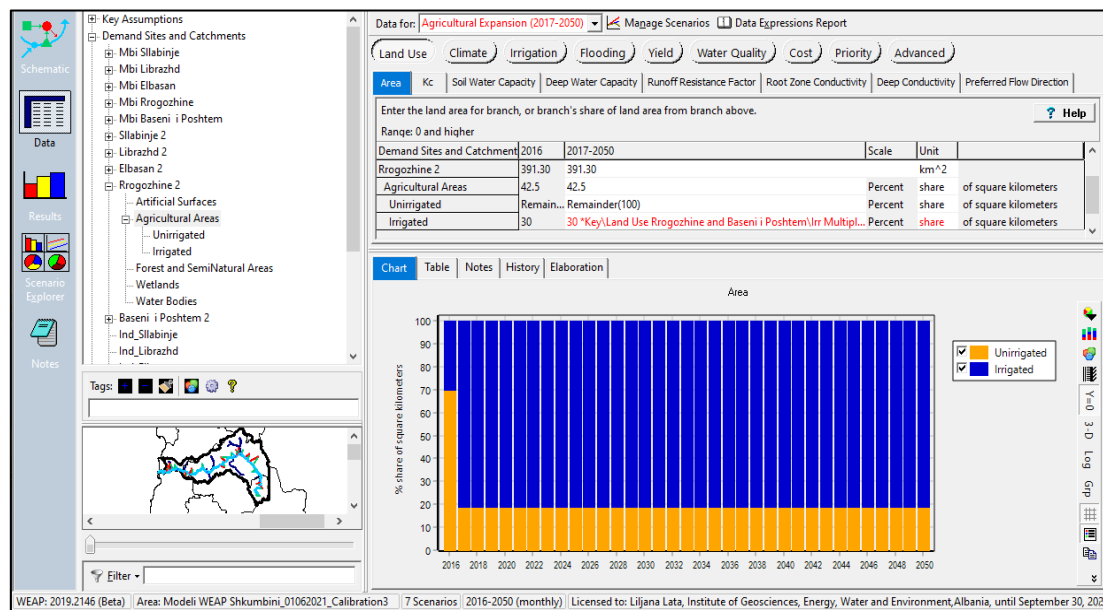 Schematic
Data
Results
Scenario
Explorer
Notes
Key Assumptions
Demand Sites and Catchments
Mbi Sllabinje
Mbi Librazhd
Mbi Elbasan
Mbi Rrogozhine
Mbi Baseni i Poshtem
Sllabinje 2
Librazhd 2
Elbasan 2
Rrogozhine 2
Artificial Surfaces
Agricultural Areas
Unirrigated
Irrigated
Forest and SemiNatural Areas
Wetlands
Water Bodies
Baseni i Poshtem 2
Ind_Sllabinje
Ind_Librazhd
Tags:
Filter
Data for: Agricultural Expansion (2017-2050) Manage Scenarios Data Expressions Report
Land Use Climate Irrigation Flooding Yield Water Quality Cost Priority Advanced
Area Kc Soil Water Capacity Deep Water Capacity Runoff Resistance Factor Root Zone Conductivity Deep Conductivity Preferred Flow Direction
Enter the land area for branch, or branch's share of land area from branch above.
? Help
Range: 0 and higher
Demand Sites and Catchment 2016 2017-2050 Scale Unit
Rrogozhine 2 391.30 391.30 km^2
Agricultural Areas 42.5 42.5 Percent share of square kilometers
Unirrigated Remain... Remainder(100) Percent share of square kilometers
Irrigated 30 30 *Key\Land Use Rrogozhine and Baseni i Poshtem\Irr Multipl... Percent share of square kilometers
Chart Table Notes History Elaboration
Area
% share of square kilometers
100
90
80
70
60
50
40
30
20
10
0
2016 2018 2020 2022 2024 2026 2028 2030 2032 2034 2036 2038 2040 2042 2044 2046 2048 2050
Unirrigated
Irrigated
Y=0
3-D
Log
Grp
WEAP: 2019.2146 (Beta) Area: Modeli WEAP Shkumbini_01062021_Calibration3 7 Scenarios 2016-2050 (monthly) Licensed to: Liljana Lata, Institute of Geosciences, Energy, Water and Environment,Albania, until September 30, 202